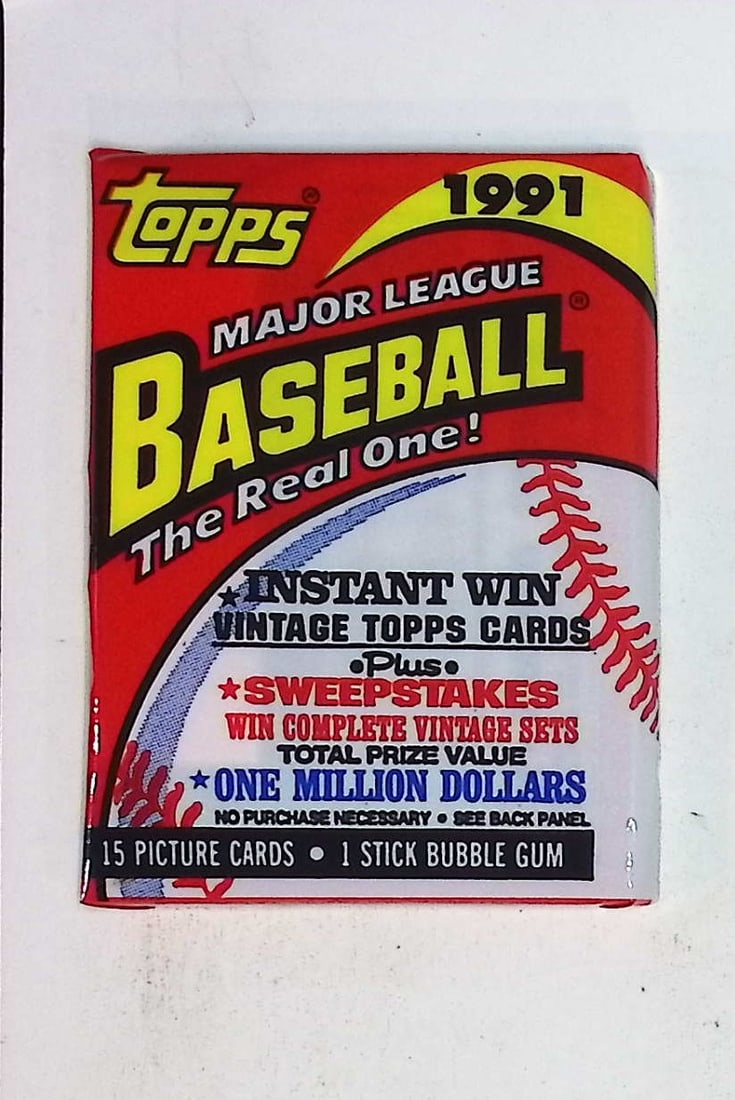 TOPPS® 1991
MAJOR LEAGUE
BASEBALL®
The Real One!
★INSTANT WIN
VINTAGE TOPPS CARDS
•Plus•
★SWEEPSTAKES
WIN COMPLETE VINTAGE SETS
TOTAL PRIZE VALUE
★ONE MILLION DOLLARS
NO PURCHASE NECESSARY • SEE BACK PANEL
15 PICTURE CARDS • 1 STICK BUBBLE GUM